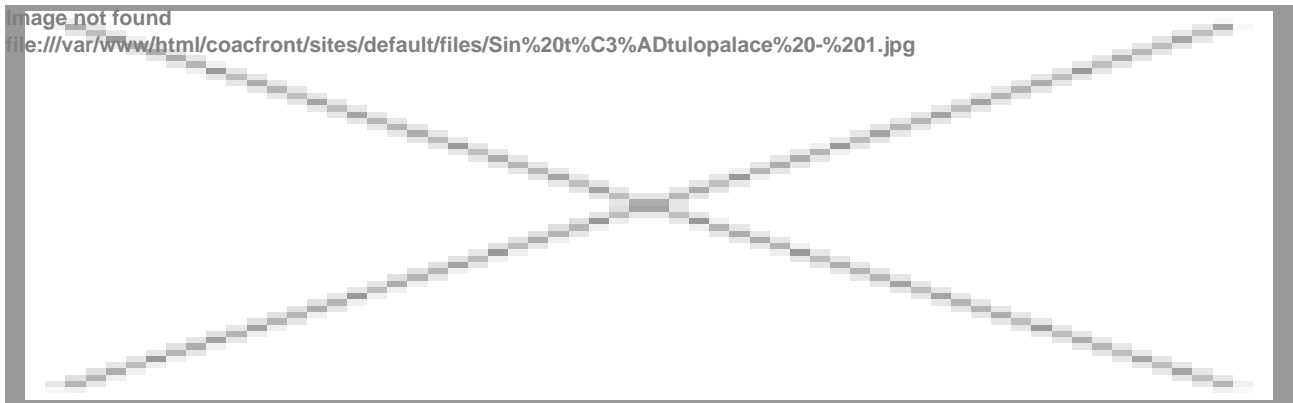 Image not found
file:///var/www/html/coacfront/sites/default/files/Sin%20t%C3%ADtulopalace%20-%201.jpg